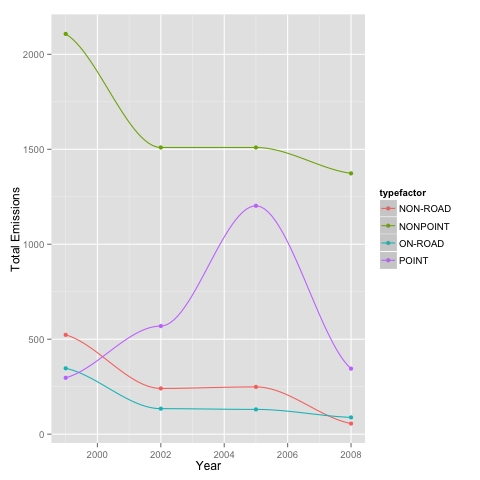 Total Emissions
2000
1500
1000
500
0
2000
2002
2004
2006
2008
Year
typefactor
NON-ROAD
NONPOINT
ON-ROAD
POINT